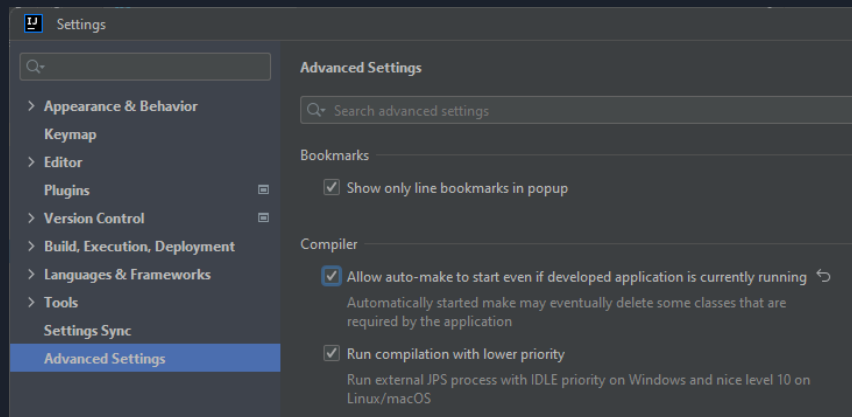 IJ
Settings
Advanced Settings
Search advanced settings
Appearance & Behavior
Keymap
Editor
Plugins
Version Control
Build, Execution, Deployment
Languages & Frameworks
Tools
Settings Sync
Advanced Settings
Bookmarks
Show only line bookmarks in popup
Compiler
Allow auto-make to start even if developed application is currently running
Automatically started make may eventually delete some classes that are
required by the application
Run compilation with lower priority
Run external JPS process with IDLE priority on Windows and nice level 10 on
Linux/macOS